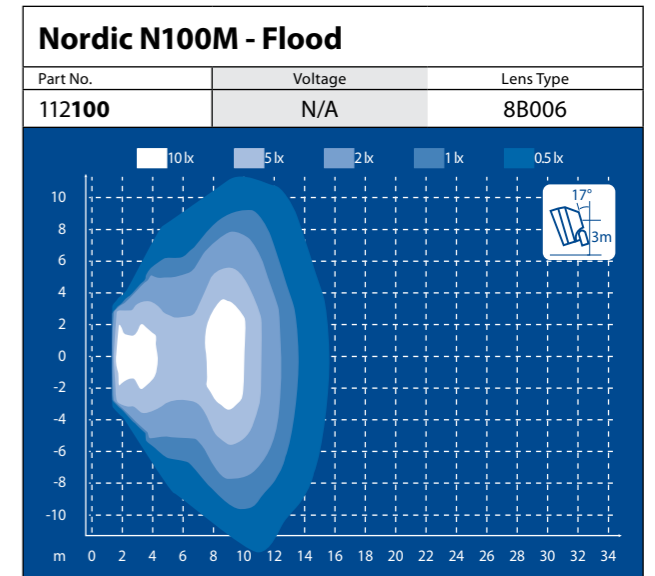 Nordic N100M - Flood
Part No. Voltage Lens Type
112100 N/A 8B006
10 lx 5 lx 2 lx 1 lx 0.5 lx
17°
3m
10
8
6
4
2
0
-2
-4
-6
-8
-10
m 0 2 4 6 8 10 12 14 16 18 20 22 24 26 28 30 32 34